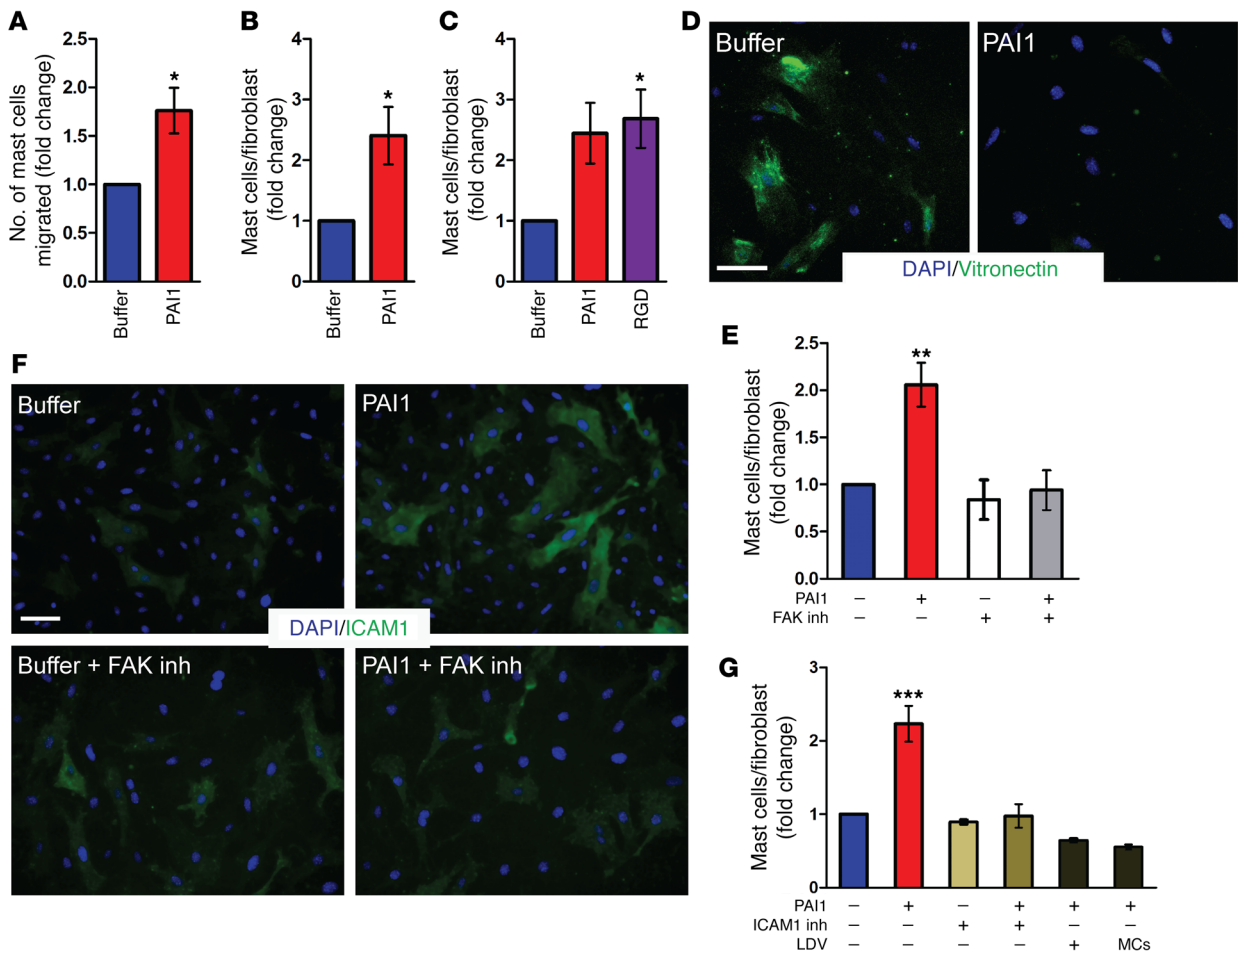 A
No. of mast cells
migrated (fold change)
2.5
2.0
1.5
1.0
0.5
0.0
*
Buffer
PAI1
B
Mast cells/fibroblast
(fold change)
4
3
2
1
0
*
Buffer
PAI1
C
Mast cells/fibroblast
(fold change)
4
3
2
1
0
*
Buffer
PAI1
RGD
D
Buffer
PAI1
DAPI/Vitronectin
E
Mast cells/fibroblast
(fold change)
2.5
2.0
1.5
1.0
0.5
0.0
**
PAI1 – + – +
FAK inh – – + +
F
Buffer
PAI1
DAPI/ICAM1
Buffer + FAK inh
PAI1 + FAK inh
G
Mast cells/fibroblast
(fold change)
3
2
1
0
***
PAI1 – + – + + +
ICAM1 inh – – + + – –
LDV – – – – + MCs